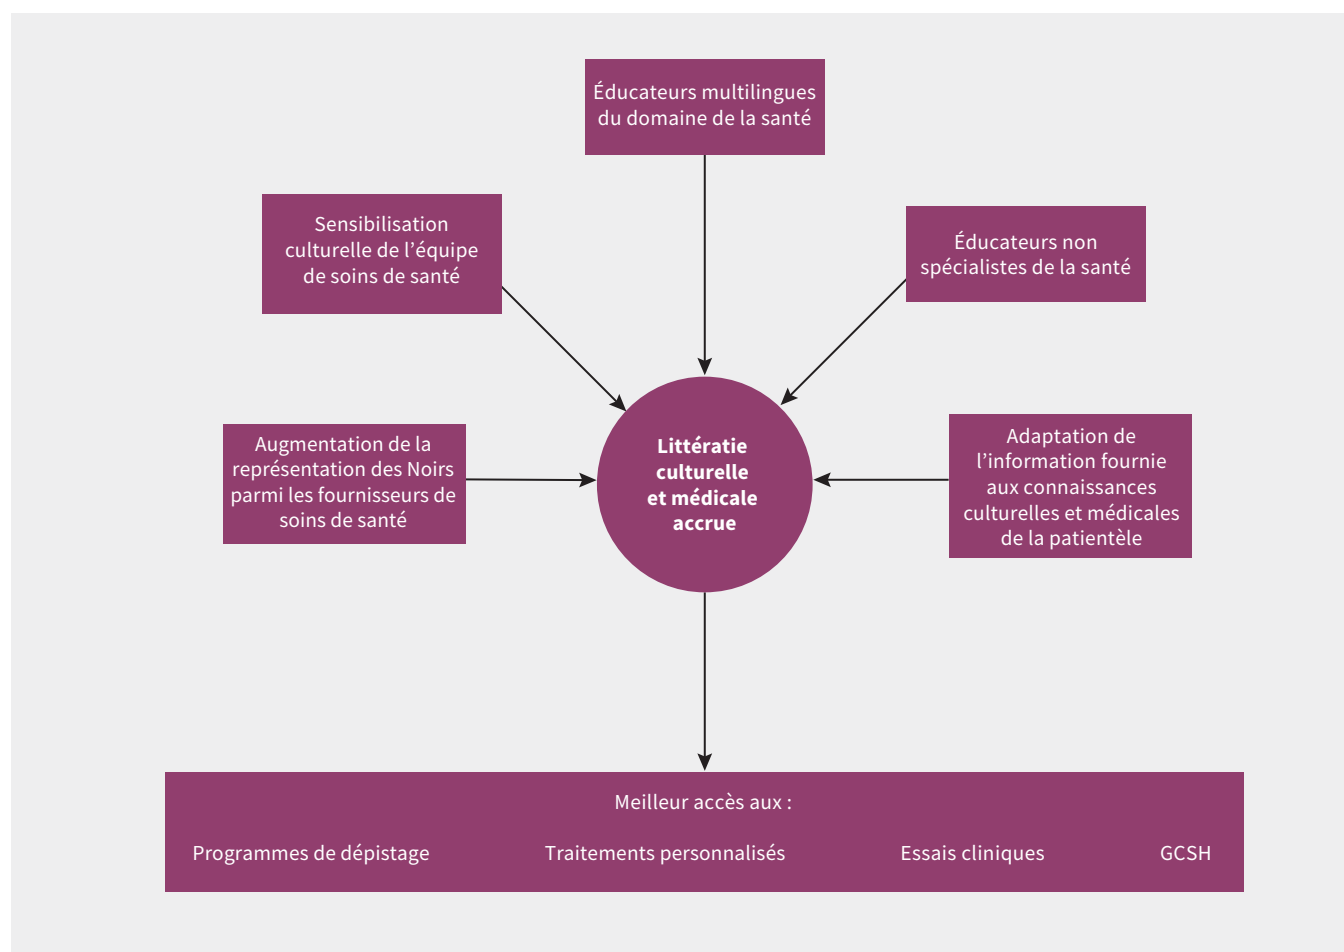 Éducateurs multilingues
du domaine de la santé
Sensibilisation
culturelle de l’équipe
de soins de santé
Éducateurs non
spécialistes de la santé
Augmentation de la
représentation des Noirs
parmi les fournisseurs de
soins de santé
Littératie
culturelle
et médicale
accrue
Adaptation de
l’information fournie
aux connaissances
culturelles et médicales
de la patientèle
Meilleur accès aux :
Programmes de dépistage Traitements personnalisés Essais cliniques GCSH